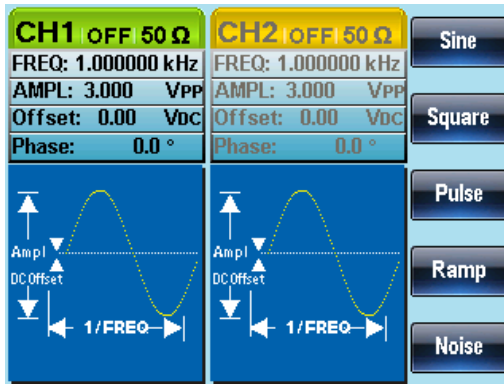 CH1 OFF 50 Ω
FREQ: 1.000000 kHz
AMPL: 3.000 VPP
Offset: 0.00 VDC
Phase: 0.0 °
Ampl
DC Offset
1/FREQ
CH2 OFF 50 Ω
FREQ: 1.000000 kHz
AMPL: 3.000 VPP
Offset: 0.00 VDC
Phase: 0.0 °
Ampl
DC Offset
1/FREQ
Sine
Square
Pulse
Ramp
Noise